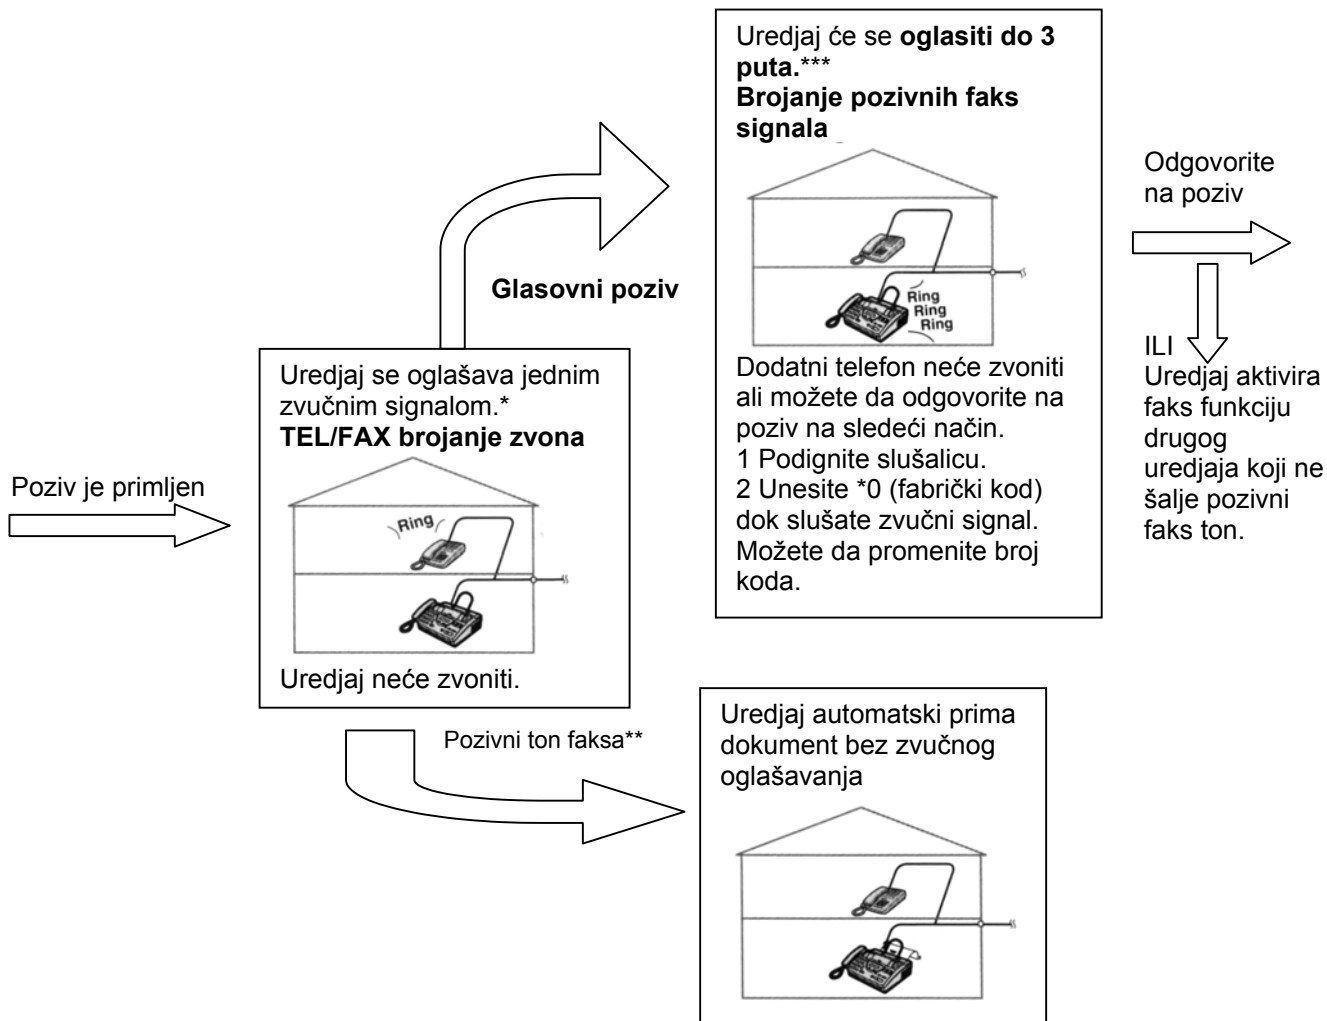 Poziv je primljen
Uredjaj se oglašava jednim
zvučnim signalom.*
TEL/FAX brojanje zvona
Ring
Uredjaj neće zvoniti.
Glasovni poziv
Uredjaj će se oglasiti do 3
puta.***
Brojanje pozivnih faks
signala
Ring
Ring
Ring
Dodatni telefon neće zvoniti
ali možete da odgovorite na
poziv na sledeći način.
1 Podignite slušalicu.
2 Unesite *0 (fabrički kod)
dok slušate zvučni signal.
Možete da promenite broj
koda.
Odgovorite
na poziv
ILI
Uredjaj aktivira
faks funkciju
drugog
uredjaja koji ne
šalje pozivni
faks ton.
Pozivni ton faksa**
Uredjaj automatski prima
dokument bez zvučnog
oglašavanja